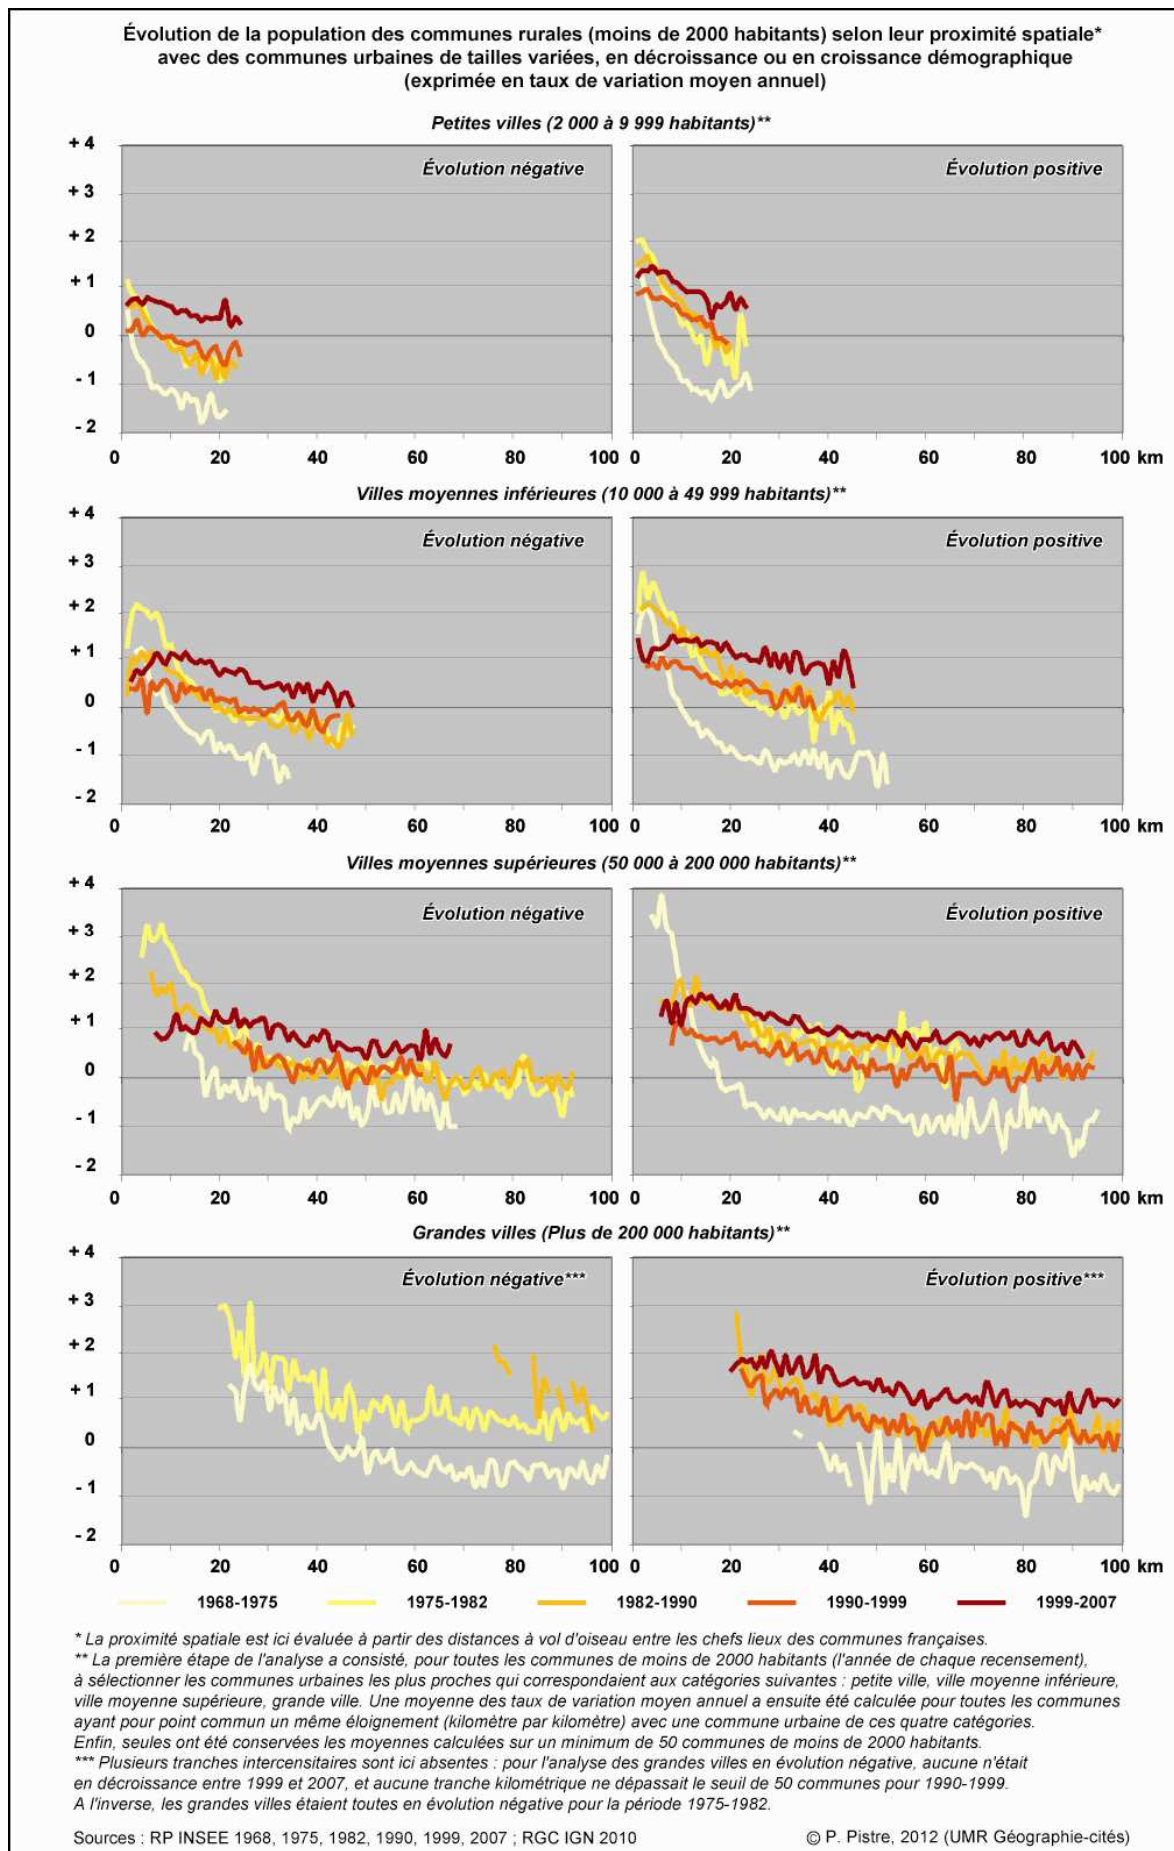 Évolution de la population des communes rurales (moins de 2000 habitants) selon leur proximité spatiale*
avec des communes urbaines de tailles variées, en décroissance ou en croissance démographique
(exprimée en taux de variation moyen annuel)
Petites villes (2 000 à 9 999 habitants)**
+ 4
+ 3
+ 2
+ 1
0
- 1
- 2
Évolution négative
Évolution positive
0 20 40 60 80 100 0 20 40 60 80 100 km
Villes moyennes inférieures (10 000 à 49 999 habitants)**
+ 4
+ 3
+ 2
+ 1
0
- 1
- 2
Évolution négative
Évolution positive
0 20 40 60 80 100 0 20 40 60 80 100 km
Villes moyennes supérieures (50 000 à 200 000 habitants)**
+ 4
+ 3
+ 2
+ 1
0
- 1
- 2
Évolution négative
Évolution positive
0 20 40 60 80 100 0 20 40 60 80 100 km
Grandes villes (Plus de 200 000 habitants)**
+ 4
+ 3
+ 2
+ 1
0
- 1
- 2
Évolution négative***
Évolution positive***
0 20 40 60 80 100 0 20 40 60 80 100 km
1968-1975 1975-1982 1982-1990 1990-1999 1999-2007
* La proximité spatiale est ici évaluée à partir des distances à vol d'oiseau entre les chefs lieux des communes françaises.
** La première étape de l'analyse a consisté, pour toutes les communes de moins de 2000 habitants (l'année de chaque recensement),
à sélectionner les communes urbaines les plus proches qui correspondaient aux catégories suivantes : petite ville, ville moyenne inférieure,
ville moyenne supérieure, grande ville. Une moyenne des taux de variation moyen annuel a ensuite été calculée pour toutes les communes
ayant pour point commun un même éloignement (kilomètre par kilomètre) avec une commune urbaine de ces quatre catégories.
Enfin, seules ont été conservées les moyennes calculées sur un minimum de 50 communes de moins de 2000 habitants.
*** Plusieurs tranches intercensitaires sont ici absentes : pour l'analyse des grandes villes en évolution négative, aucune n'était
en décroissance entre 1999 et 2007, et aucune tranche kilométrique ne dépassait le seuil de 50 communes pour 1990-1999.
A l'inverse, les grandes villes étaient toutes en évolution négative pour la période 1975-1982.
Sources : RP INSEE 1968, 1975, 1982, 1990, 1999, 2007 ; RGC IGN 2010
© P. Pistre, 2012 (UMR Géographie-cités)